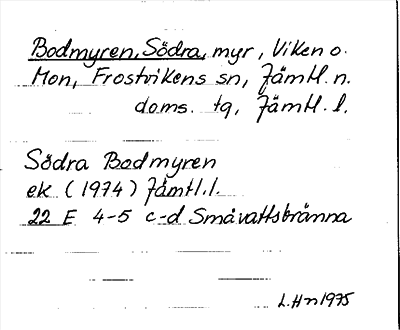 Bodmyren, Södra, myr, Viken o.
Mon, Frostvikens sn, Jämtl. n.
doms. tg, Jämtl. l.
Södra Bodmyren
ek (1974) Jämtl. l.
22 E 4-5 c-d Småvattsbränna
L.Hn 1975